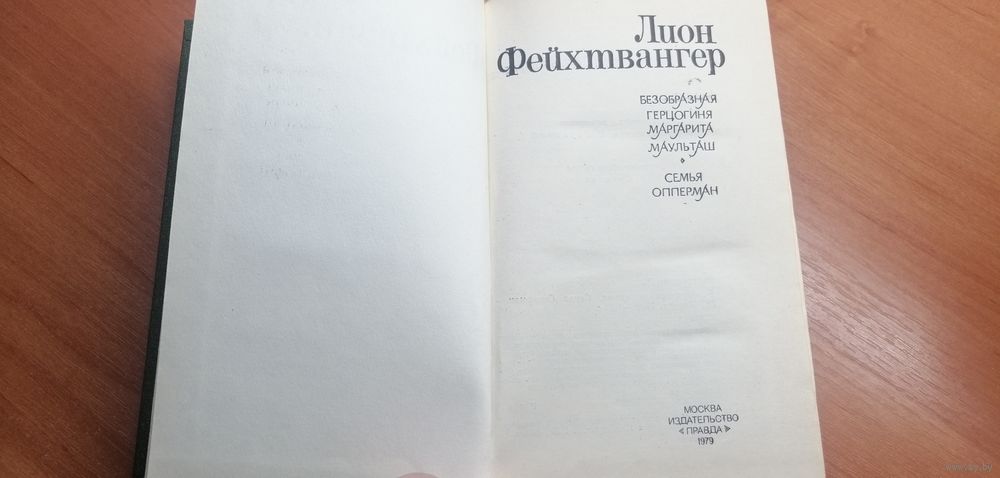 Лион
Фейхтвангер
БЕЗОБРАЗНАЯ
ГЕРЦОГИНЯ
МАРГАРИТА
МАУЛЬТАШ
СЕМЬЯ
ОППЕРМАН
МОСКВА
ИЗДАТЕЛЬСТВО
«ПРАВДА»
1979